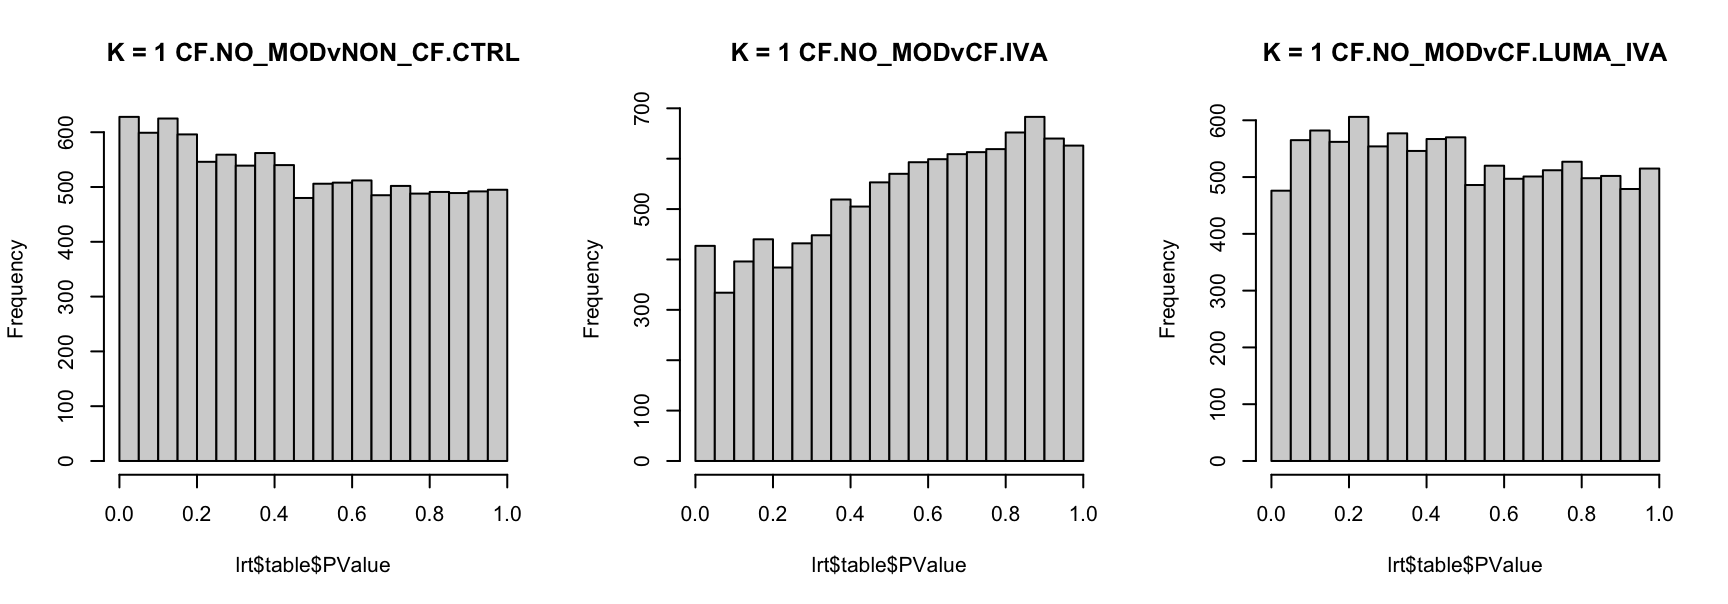 K = 1 CF.NO_MODvNON_CF.CTRL
Frequency
0 100 200 300 400 500 600
0.0 0.2 0.4 0.6 0.8 1.0
lrt$table$PValue
K = 1 CF.NO_MODvCF.IVA
Frequency
0 100 300 500 700
0.0 0.2 0.4 0.6 0.8 1.0
lrt$table$PValue
K = 1 CF.NO_MODvCF.LUMA_IVA
Frequency
0 100 200 300 400 500 600
0.0 0.2 0.4 0.6 0.8 1.0
lrt$table$PValue